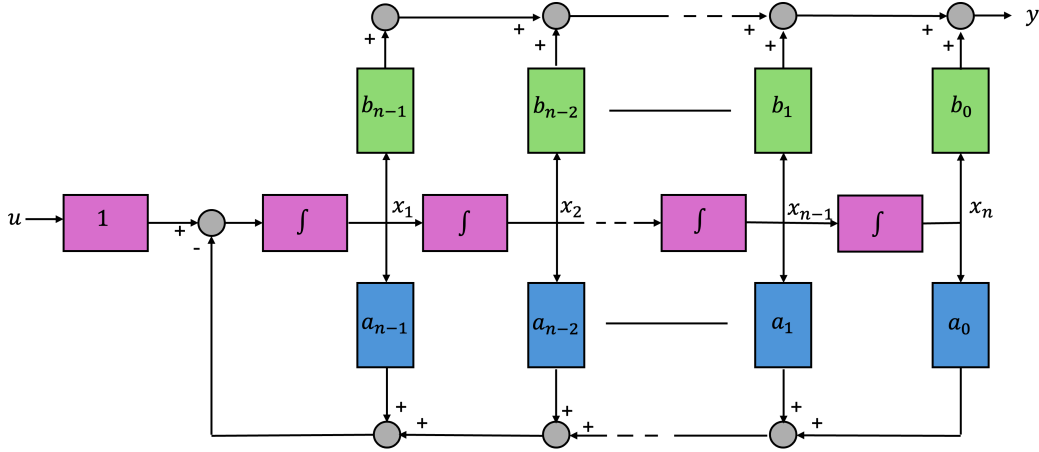 + + + + + + + y
b_{n-1} b_{n-2} b_1 b_0
u 1 + - ∫ x_1 ∫ x_2 ∫ x_{n-1} ∫ x_n
a_{n-1} a_{n-2} a_1 a_0
+ + + + + +